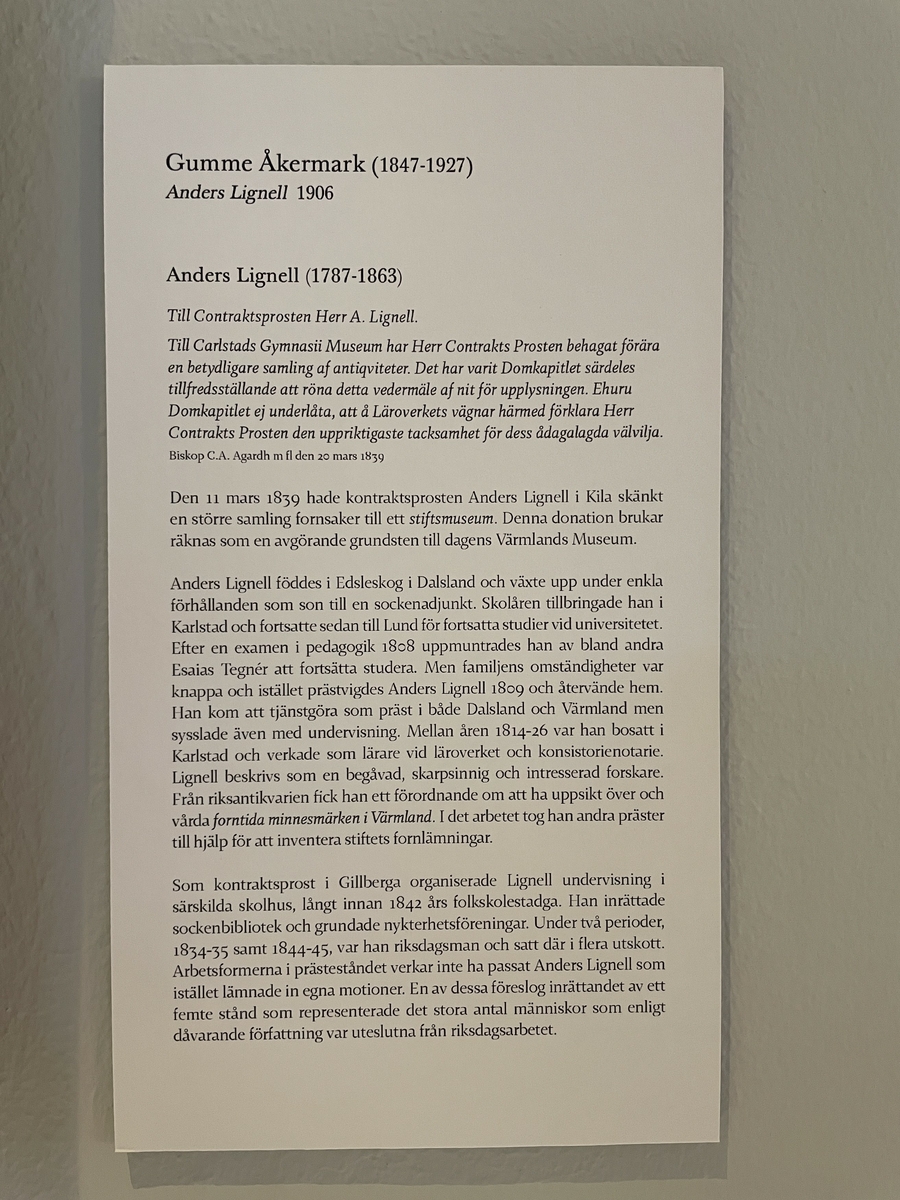 Gumme Åkermark (1847-1927)
Anders Lignell 1906
Anders Lignell (1787-1863)
Till Contraktsprosten Herr A. Lignell.
Till Carlstads Gymnasii Museum har Herr Contrakts Prosten behagat förära
en betydligare samling af antiqviteter. Det har varit Domkapitlet särdeles
tillfredsställande att röna detta vedermäle af nit för upplysningen. Ehuru
Domkapitlet ej underlåta, att å Läroverkets vägnar härmed förklara Herr
Contrakts Prosten den uppriktigaste tacksamhet för dess ådagalagda välvilja.
Biskop C.A. Agardh m fl den 20 mars 1839
Den 11 mars 1839 hade kontraktsprosten Anders Lignell i Kila skänkt
en större samling fornsaker till ett stiftsmuseum. Denna donation brukar
räknas som en avgörande grundsten till dagens Värmlands Museum.
Anders Lignell föddes i Edsleskog i Dalsland och växte upp under enkla
förhållanden som son till en sockenadjunkt. Skolåren tillbringade han i
Karlstad och fortsatte sedan till Lund för fortsatta studier vid universitetet.
Efter en examen i pedagogik 1808 uppmuntrades han av bland andra
Esaias Tegnér att fortsätta studera. Men familjens omständigheter var
knappa och istället prästvigdes Anders Lignell 1809 och återvände hem.
Han kom att tjänstgöra som präst i både Dalsland och Värmland men
sysslade även med undervisning. Mellan åren 1814-26 var han bosatt i
Karlstad och verkade som lärare vid läroverket och konsistorienotarie.
Lignell beskrivs som en begåvad, skarpsinnig och intresserad forskare.
Från riksantikvarien fick han ett förordnande om att ha uppsikt över och
vårda forntida minnesmärken i Värmland. I det arbetet tog han andra präster
till hjälp för att inventera stiftets fornlämningar.
Som kontraktsprost i Gillberga organiserade Lignell undervisning i
särskilda skolhus, långt innan 1842 års folkskolestadga. Han inrättade
sockenbibliotek och grundade nykterhetsföreningar. Under två perioder,
1834-35 samt 1844-45, var han riksdagsman och satt där i flera utskott.
Arbetsformerna i prästeståndet verkar inte ha passat Anders Lignell som
istället lämnade in egna motioner. En av dessa föreslog inrättandet av ett
femte stånd som representerade det stora antal människor som enligt
dåvarande författning var uteslutna från riksdagsarbetet.